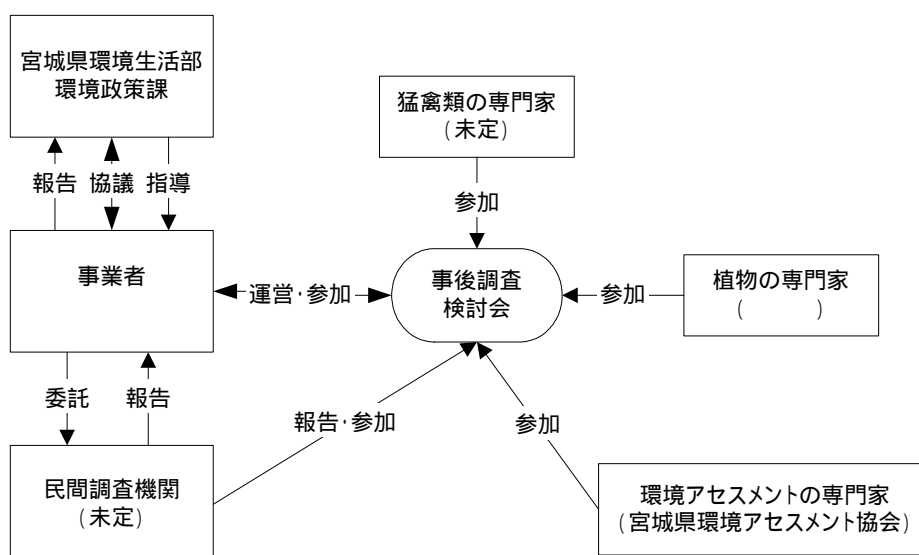 宮城県環境生活部
環境政策課
猛禽類の専門家
(未定)
報告 協議 指導
参加
事業者
運営・参加
事後調査
検討会
参加
植物の専門家
(　　　)
委託 報告
報告・参加
参加
民間調査機関
(未定)
環境アセスメントの専門家
(宮城県環境アセスメント協会)